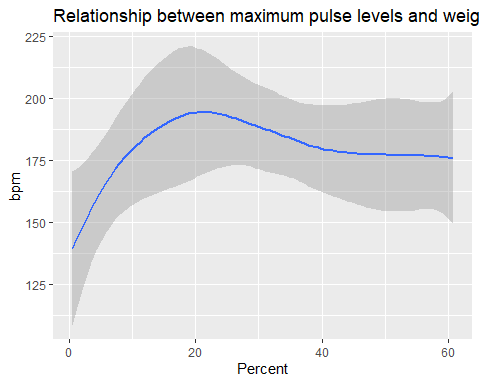 Relationship between maximum pulse levels and weig
225
200
175
150
125
bpm
0 20 40 60
Percent